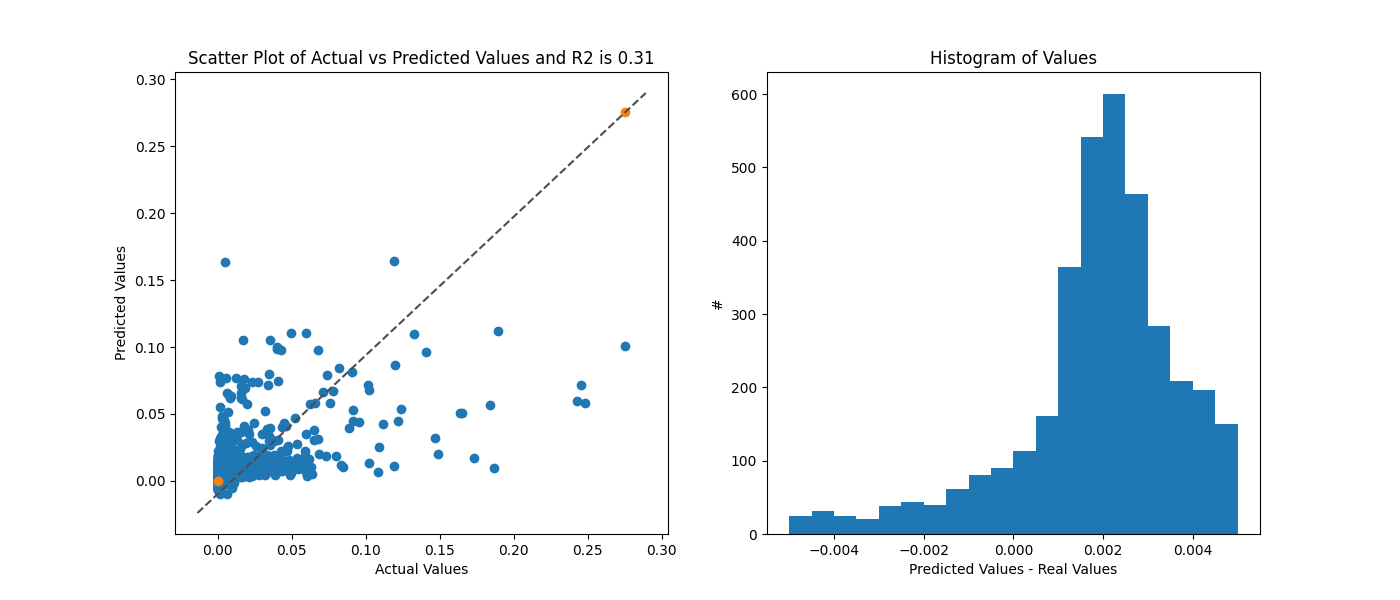 Scatter Plot of Actual vs Predicted Values and R2 is 0.31
0.30
0.25
0.20
0.15
0.10
0.05
0.00
Predicted Values
0.00 0.05 0.10 0.15 0.20 0.25 0.30
Actual Values
Histogram of Values
600
500
400
300
200
100
0
#
−0.004 −0.002 0.000 0.002 0.004
Predicted Values - Real Values